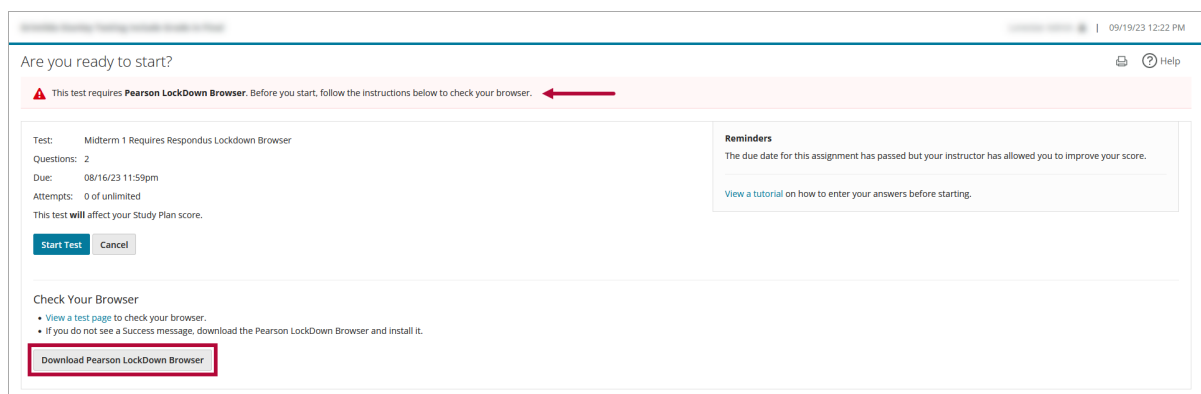 09/19/23 12:22 PM
Are you ready to start?
Help
This test requires Pearson LockDown Browser. Before you start, follow the instructions below to check your browser.
Test: Midterm 1 Requires Respondus Lockdown Browser
Questions: 2
Due: 08/16/23 11:59pm
Attempts: 0 of unlimited
This test will affect your Study Plan score.
Start Test Cancel
Reminders
The due date for this assignment has passed but your instructor has allowed you to improve your score.
View a tutorial on how to enter your answers before starting.
Check Your Browser
• View a test page to check your browser.
• If you do not see a Success message, download the Pearson LockDown Browser and install it.
Download Pearson LockDown Browser